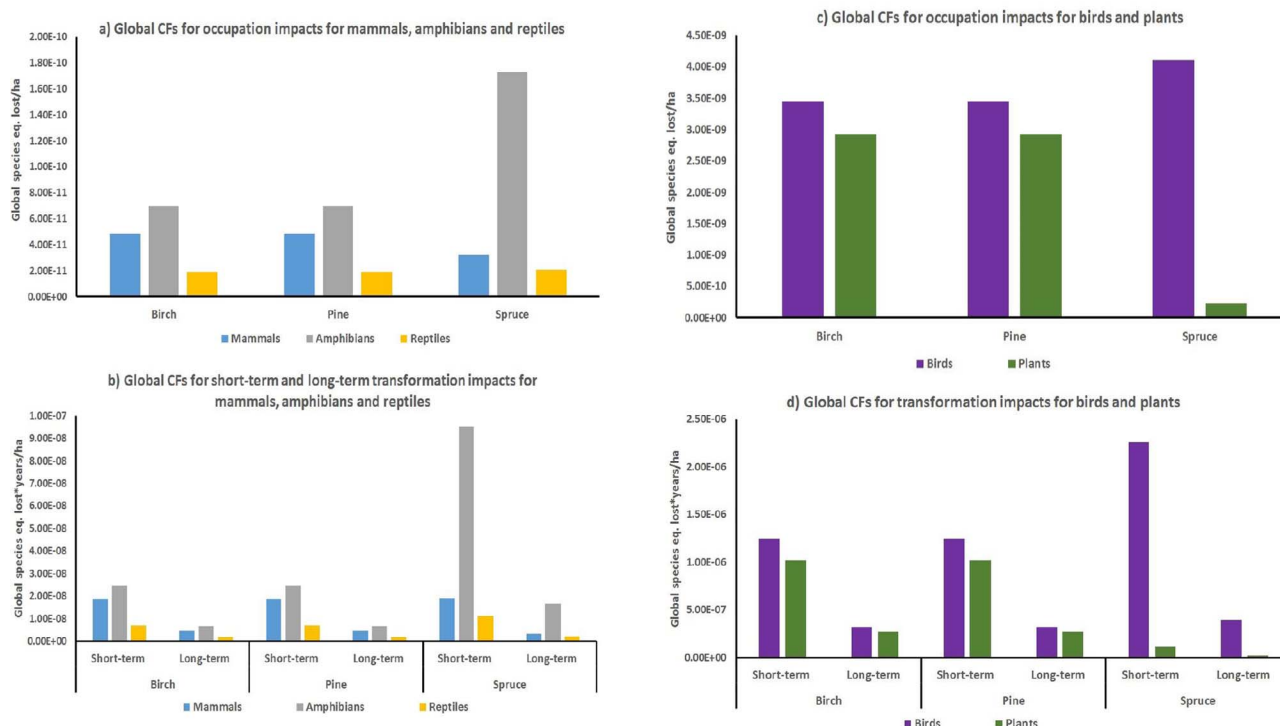 a) Global CFs for occupation impacts for mammals, amphibians and reptiles
Global species eq. lost/ha
2.00E-10
1.80E-10
1.60E-10
1.40E-10
1.20E-10
1.00E-10
8.00E-11
6.00E-11
4.00E-11
2.00E-11
0.00E+00
Birch Pine Spruce
Mammals Amphibians Reptiles
c) Global CFs for occupation impacts for birds and plants
Global species eq. lost/ha
4.50E-09
4.00E-09
3.50E-09
3.00E-09
2.50E-09
2.00E-09
9.00E-09
1.00E-09
5.00E-10
0.00E+00
Birch Pine Spruce
Birds Plants
b) Global CFs for short-term and long-term transformation impacts for
mammals, amphibians and reptiles
Global species eq. lost*years/ha
1.00E-07
9.00E-08
8.00E-08
7.00E-08
6.00E-08
5.00E-08
4.00E-08
3.00E-08
2.00E-08
1.00E-08
0.00E+00
Short-term Long-term Short-term Long-term Short-term Long-term
Birch Pine Spruce
Mammals Amphibians Reptiles
d) Global CFs for transformation impacts for birds and plants
Global species eq. lost*years/ha
2.50E-06
2.00E-06
1.50E-06
1.00E-06
5.00E-07
0.00E+00
Short-term Long-term Short-term Long-term Short-term Long-term
Birch Pine Spruce
Birds Plants